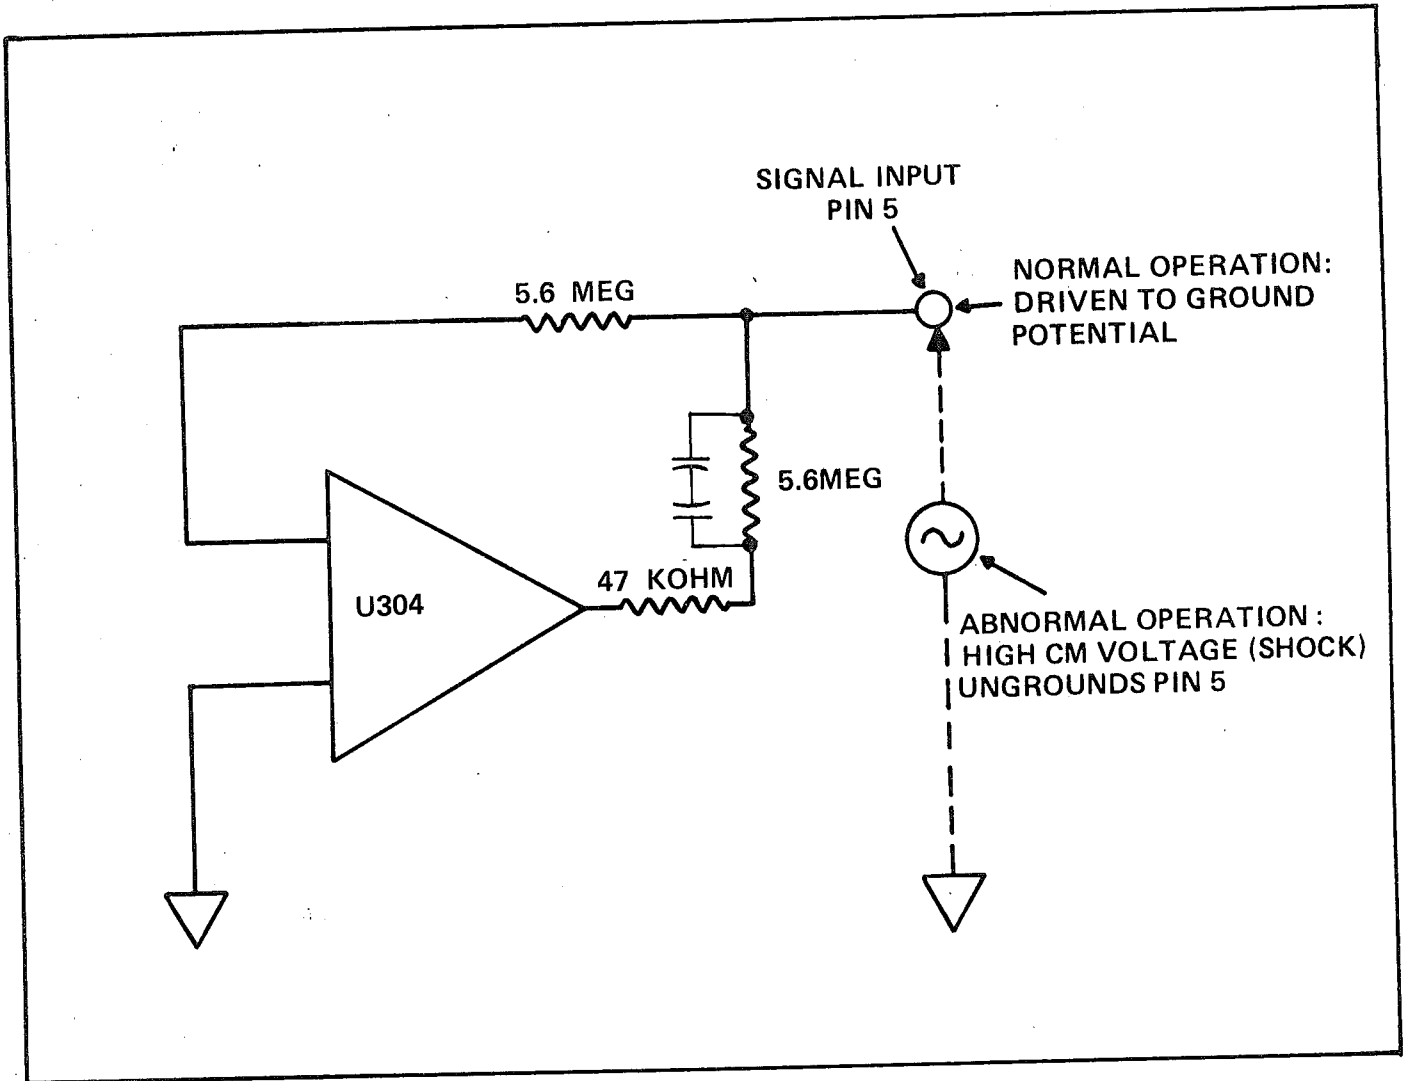 SIGNAL INPUT
PIN 5
NORMAL OPERATION:
DRIVEN TO GROUND
POTENTIAL
5.6 MEG
5.6MEG
47 KOHM
U304
ABNORMAL OPERATION :
HIGH CM VOLTAGE (SHOCK)
UNGROUNDS PIN 5